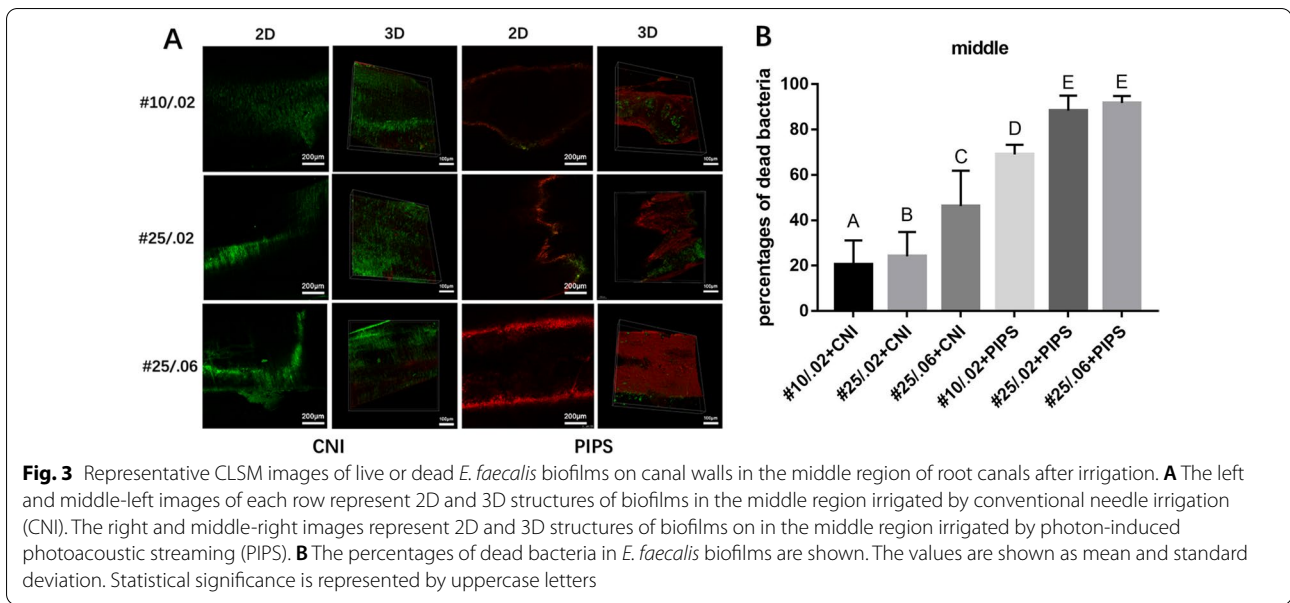 A
B
2D 3D 2D 3D
middle
#10/.02
200μm 100μm 200μm 100μm
#25/.02
200μm 100μm 200μm 100μm
#25/.06
200μm 100μm 200μm 100μm
CNI PIPS
percentages of dead bacteria
100
80
60
40
20
0
A B C D E E
#10/.02+CNI
#25/.02+CNI
#25/.06+CNI
#10/.02+PIPS
#25/.02+PIPS
#25/.06+PIPS
Fig. 3 Representative CLSM images of live or dead E. faecalis biofilms on canal walls in the middle region of root canals after irrigation. A The left
and middle-left images of each row represent 2D and 3D structures of biofilms in the middle region irrigated by conventional needle irrigation
(CNI). The right and middle-right images represent 2D and 3D structures of biofilms on in the middle region irrigated by photon-induced
photoacoustic streaming (PIPS). B The percentages of dead bacteria in E. faecalis biofilms are shown. The values are shown as mean and standard
deviation. Statistical significance is represented by uppercase letters